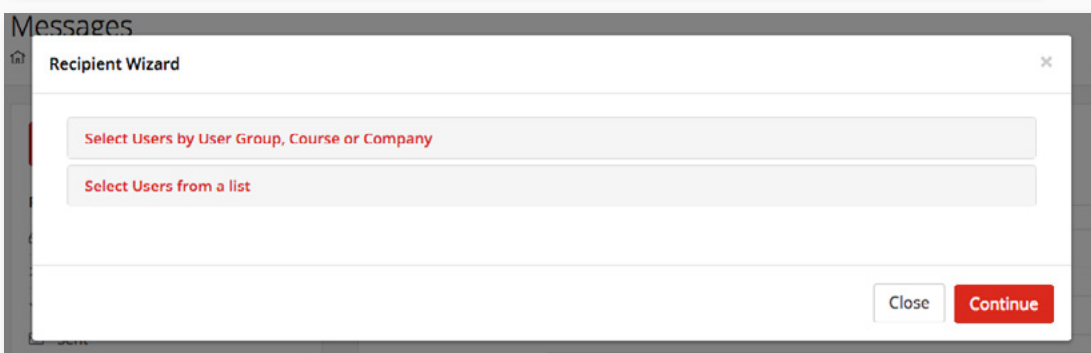 Messages
Recipient Wizard
×
Select Users by User Group, Course or Company
Select Users from a list
Close
Continue
Sent